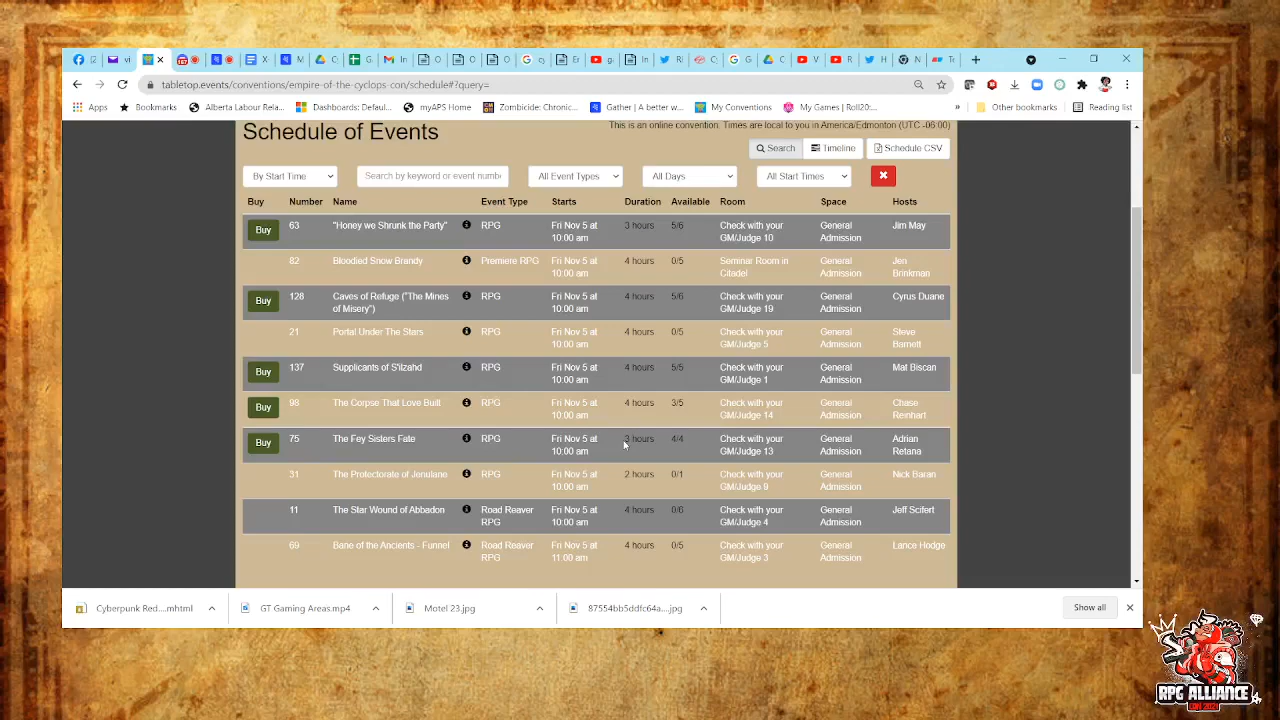 tabletop.events/conventions/empire-of-the-cyclops-con/schedule#?query=
Apps Bookmarks Alberta Labour Rela... Dashboards: Defaul... myAPS Home Zombicide: Chronic... Gather | A better w... My Conventions My Games | Roll20:... » Other bookmarks Reading list
Schedule of Events
This is an online convention. Times are local to you in America/Edmonton (UTC -06:00)
Search Timeline Schedule CSV
By Start Time Search by keyword or event numbe All Event Types All Days All Start Times
Buy Number Name Event Type Starts Duration Available Room Space Hosts
Buy 63 "Honey we Shrunk the Party" RPG Fri Nov 5 at 3 hours 5/6 Check with your General Jim May
10:00 am GM/Judge 10 Admission
82 Bloodied Snow Brandy Premiere RPG Fri Nov 5 at 4 hours 0/5 Seminar Room in General Jen
10:00 am Citadel Admission Brinkman
Buy 128 Caves of Refuge ("The Mines RPG Fri Nov 5 at 4 hours 5/6 Check with your General Cyrus Duane
of Misery") 10:00 am GM/Judge 19 Admission
21 Portal Under The Stars RPG Fri Nov 5 at 4 hours 0/5 Check with your General Steve
10:00 am GM/Judge 5 Admission Barnett
Buy 137 Supplicants of S'ilzahd RPG Fri Nov 5 at 4 hours 5/5 Check with your General Mat Biscan
10:00 am GM/Judge 1 Admission
Buy 98 The Corpse That Love Built RPG Fri Nov 5 at 4 hours 3/5 Check with your General Chase
10:00 am GM/Judge 14 Admission Reinhart
Buy 75 The Fey Sisters Fate RPG Fri Nov 5 at 3 hours 4/4 Check with your General Adrian
10:00 am GM/Judge 13 Admission Retana
31 The Protectorate of Jenulane RPG Fri Nov 5 at 2 hours 0/1 Check with your General Nick Baran
10:00 am GM/Judge 9 Admission
11 The Star Wound of Abbadon Road Reaver Fri Nov 5 at 4 hours 0/6 Check with your General Jeff Scifert
RPG 10:00 am GM/Judge 4 Admission
69 Bane of the Ancients - Funnel Road Reaver Fri Nov 5 at 4 hours 0/5 Check with your General Lance Hodge
RPG 11:00 am GM/Judge 3 Admission
Cyberpunk Red....mhtml GT Gaming Areas.mp4 Motel 23.jpg 87554bb5ddfc64a....jpg Show all
RPG ALLIANCE
CON 2021